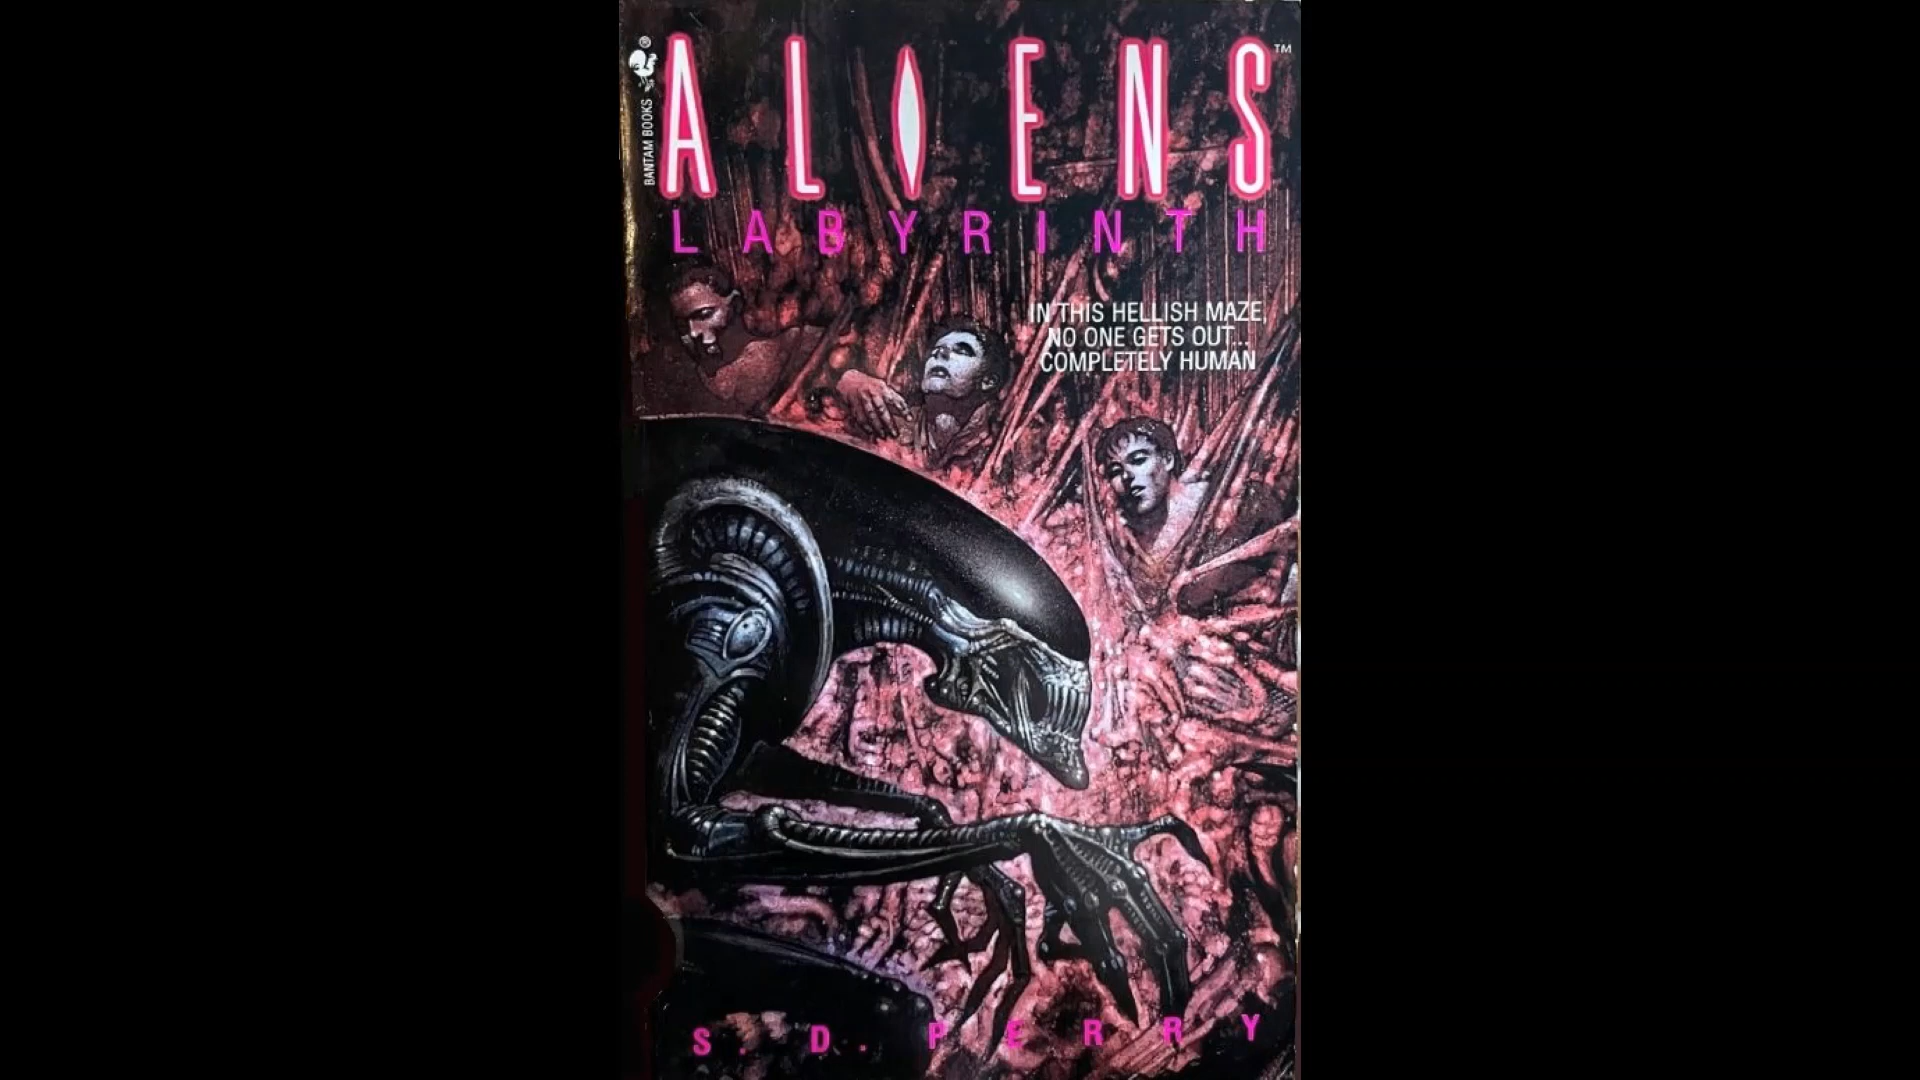 BANTAM BOOKS ®
ALIENS™
LABYRINTH
IN THIS HELLISH MAZE,
NO ONE GETS OUT...
COMPLETELY HUMAN
S. D. PERRY